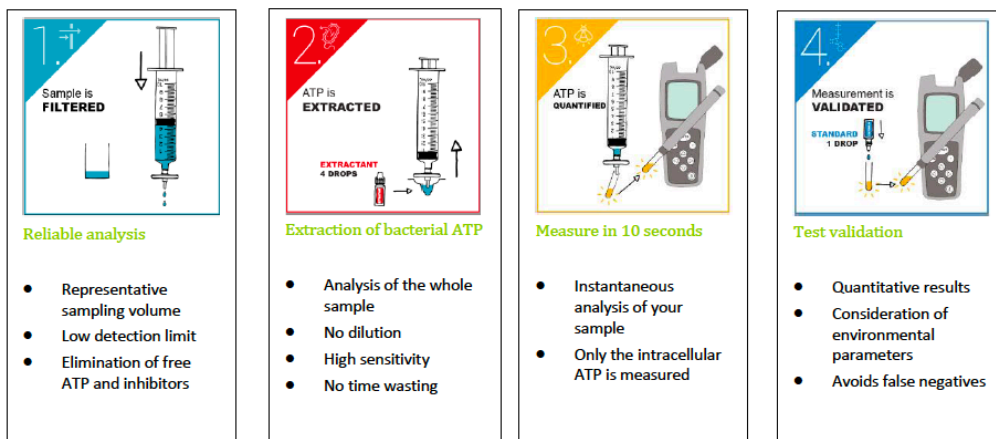 1.
Sample is
FILTERED
Reliable analysis
• Representative
sampling volume
• Low detection limit
• Elimination of free
ATP and inhibitors
2.
ATP is
EXTRACTED
EXTRACTANT
4 DROPS
Extraction of bacterial ATP
• Analysis of the whole
sample
• No dilution
• High sensitivity
• No time wasting
3.
ATP is
QUANTIFIED
Measure in 10 seconds
• Instantaneous
analysis of your
sample
• Only the intracellular
ATP is measured
4.
Measurement is
VALIDATED
STANDARD
1 DROP
Test validation
• Quantitative results
• Consideration of
environmental
parameters
• Avoids false negatives